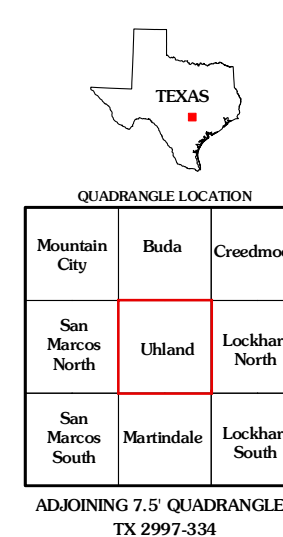 TEXAS
QUADRANGLE LOCATION
Mountain
City
Buda
Creedmoo
San
Marcos
North
Uhland
Lockhar
North
San
Marcos
South
Martindale
Lockhar
South
ADJOINING 7.5' QUADRANGLE
TX 2997-334